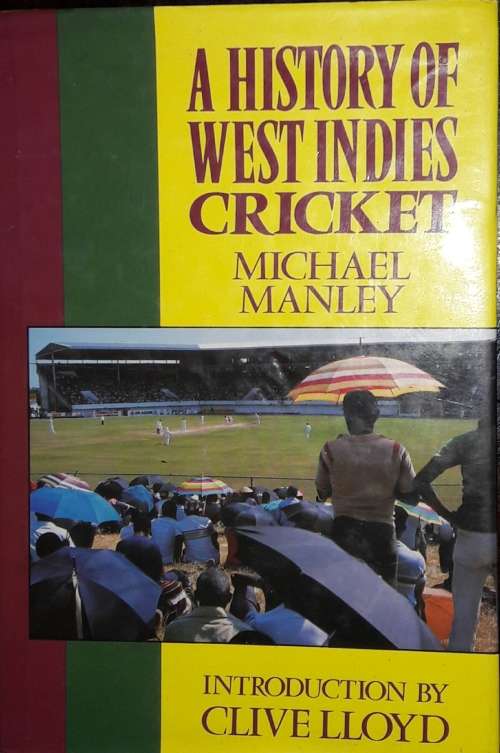 A HISTORY OF
WEST INDIES
CRICKET
MICHAEL
MANLEY
INTRODUCTION BY
CLIVE LLOYD